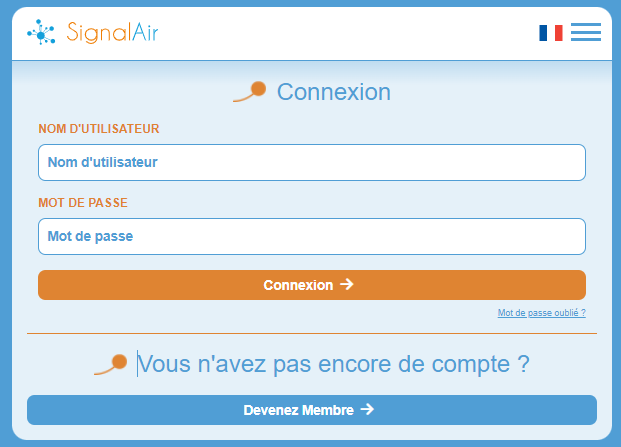 SignalAir
Connexion
NOM D'UTILISATEUR
Nom d'utilisateur
MOT DE PASSE
Mot de passe
Connexion →
Mot de passe oublié ?
Vous n'avez pas encore de compte ?
Devenez Membre →